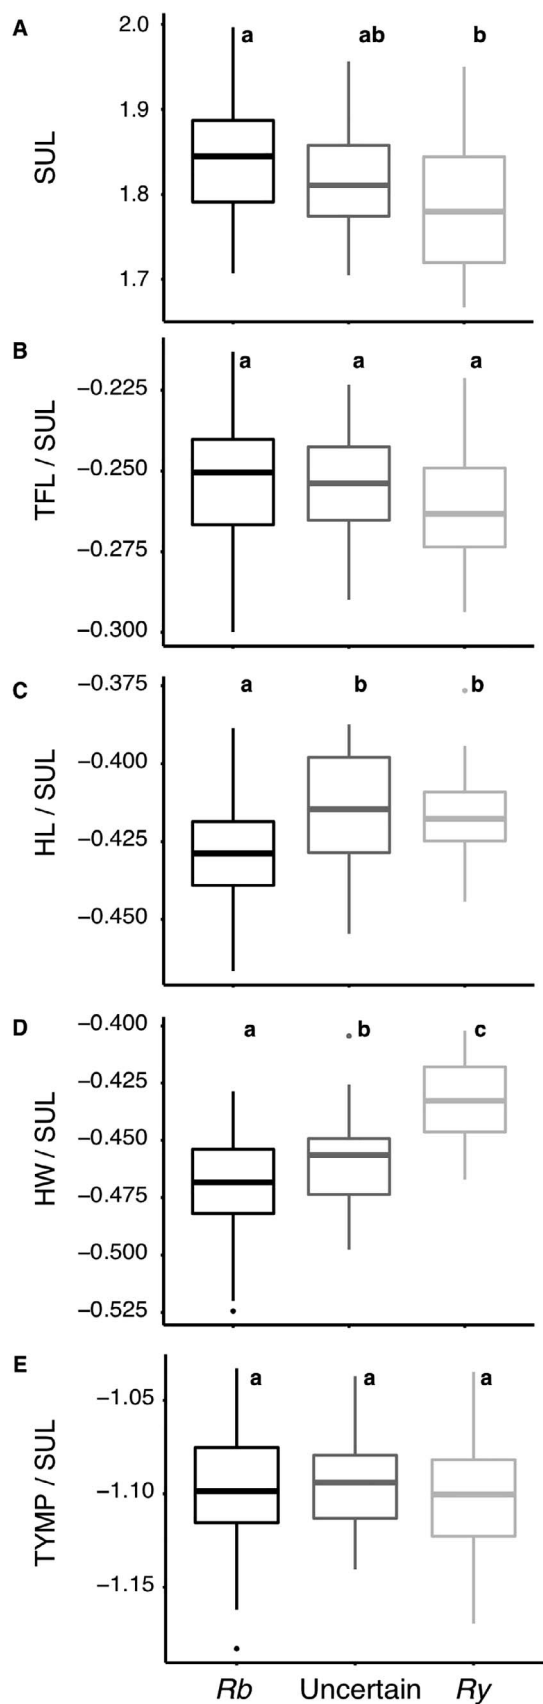 A
SUL
2.0
1.9
1.8
1.7
a ab b
B
TFL / SUL
−0.225
−0.250
−0.275
−0.300
a a a
C
HL / SUL
−0.375
−0.400
−0.425
−0.450
a b b
D
HW / SUL
−0.400
−0.425
−0.450
−0.475
−0.500
−0.525
a b c
E
TYMP / SUL
−1.05
−1.10
−1.15
a a a
Rb Uncertain Ry